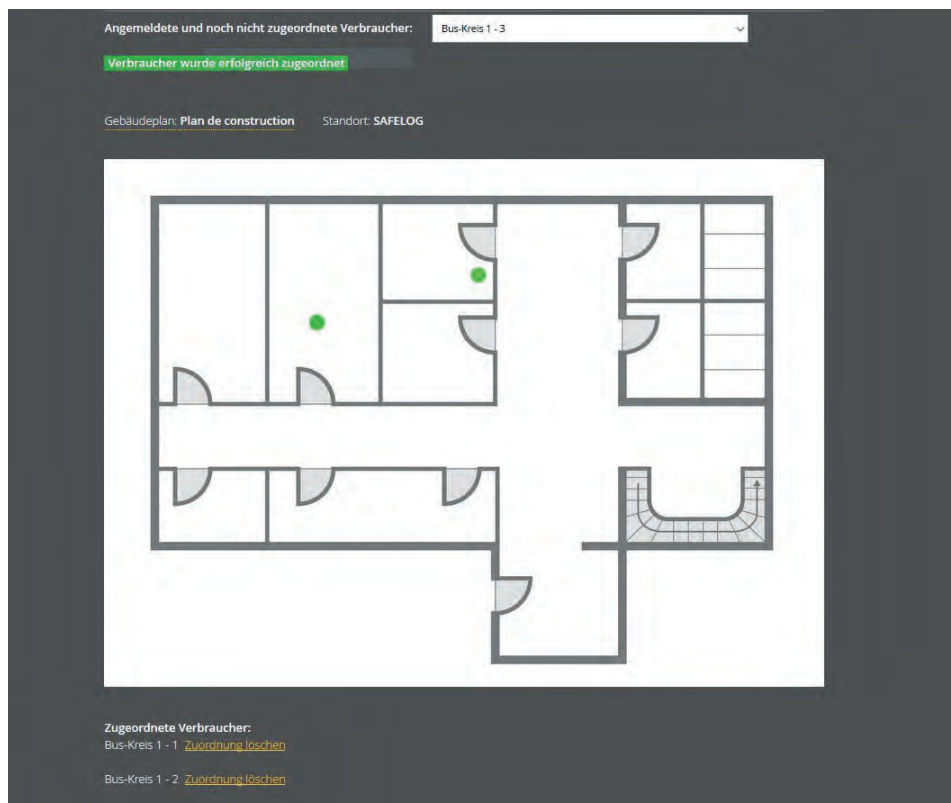 Angemeldete und noch nicht zugeordnete Verbraucher: Bus-Kreis 1 - 3
Verbraucher wurde erfolgreich zugeordnet
Gebäudeplan: Plan de construction Standort: SAFELOG
Zugeordnete Verbraucher:
Bus-Kreis 1 - 1 Zuordnung löschen
Bus-Kreis 1 - 2 Zuordnung löschen